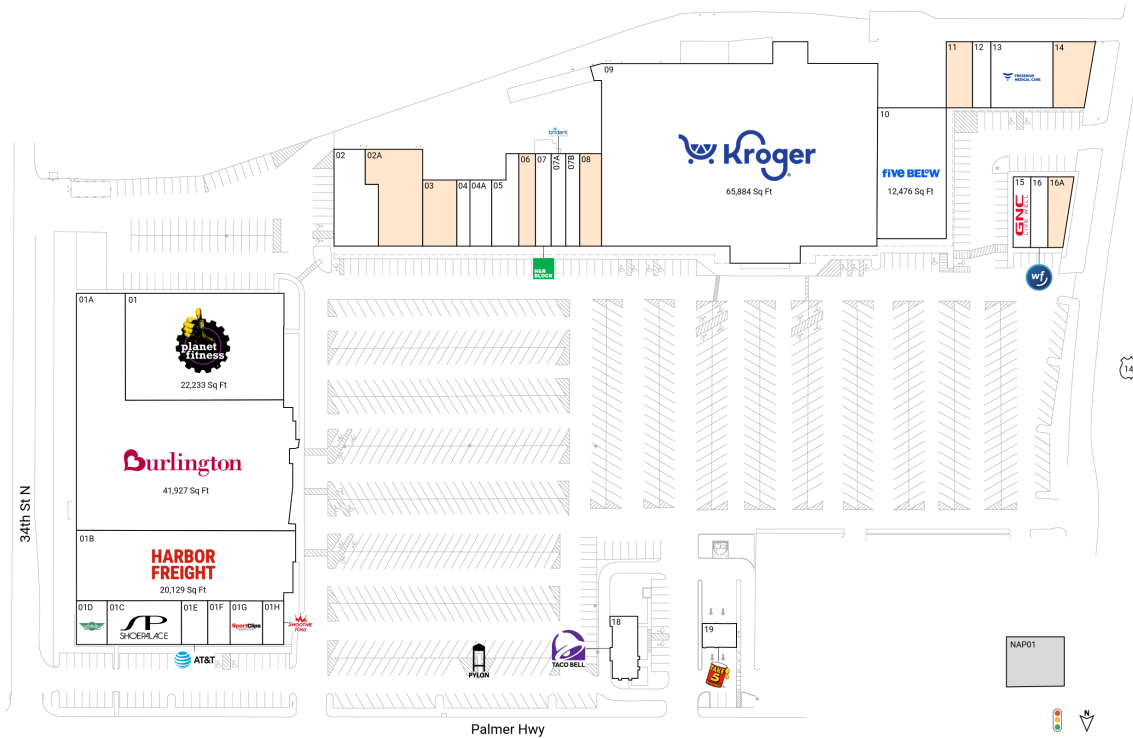 09
Kroger
65,884 Sq Ft
10
FIVE BELOW
12,476 Sq Ft
11
12
13
FRESENIUS
MEDICAL CARE
14
02
02A
03
04
04A
05
06
07
07A
07B
08
brident
H&R
BLOCK
15
16
16A
GNC
LIVE WELL
wf
14
01A
01
planet
fitness
22,233 Sq Ft
Burlington
41,927 Sq Ft
34th St N
01B
HARBOR
FREIGHT
20,129 Sq Ft
01D
01C
01E
01F
01G
01H
SHOEPALACE
SportClips
SMOOTHIE
KING
AT&T
PYLON
TACO BELL
18
19
TAKE
5
NAP01
N
Palmer Hwy